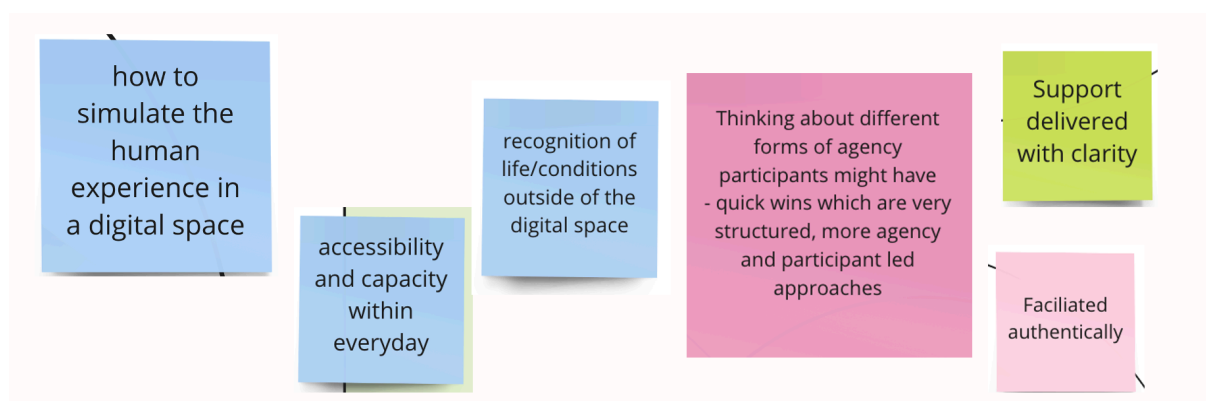 how to
simulate the
human
experience in
a digital space
accessibility
and capacity
within
everyday
recognition of
life/conditions
outside of the
digital space
Thinking about different
forms of agency
participants might have
- quick wins which are very
structured, more agency
and participant led
approaches
Support
delivered
with clarity
Faciliated
authentically